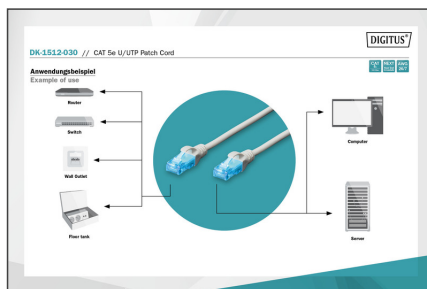 DIGITUS®
DK-1512-030 // CAT 5e U/UTP Patch Cord
Anwendungsbeispiel
Example of use
Router
Switch
Wall Outlet
Floor tank
Computer
Server